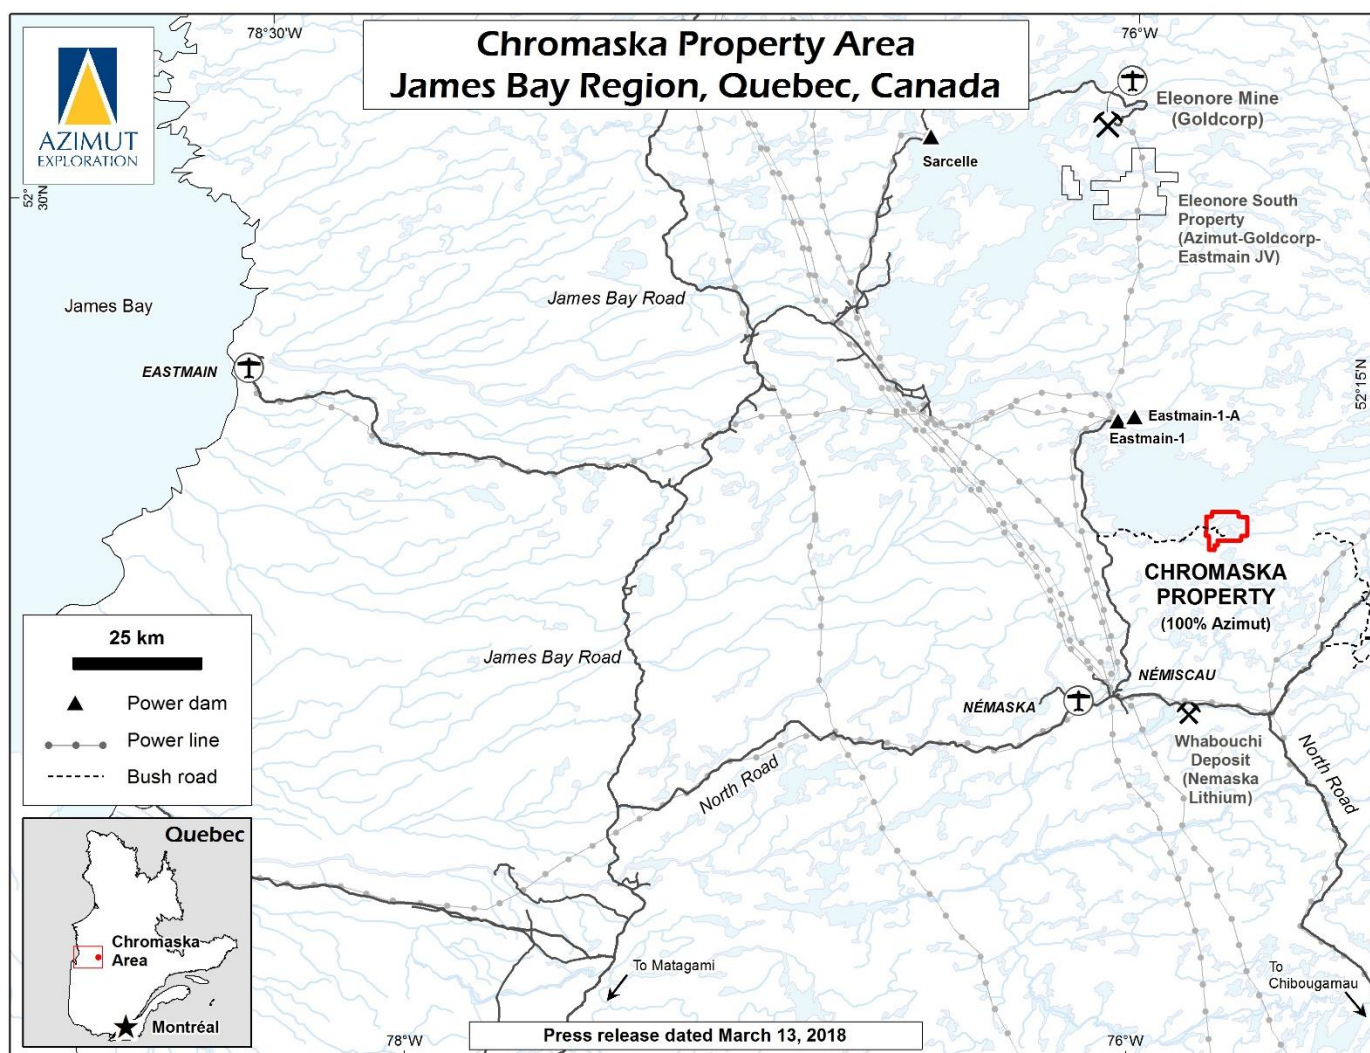 78°30'W
76°W
Chromaska Property Area
James Bay Region, Quebec, Canada
AZIMUT
EXPLORATION
Eleonore Mine
(Goldcorp)
Sarcelle
52°
30'N
Eleonore South
Property
(Azimut-Goldcorp-
Eastmain JV)
James Bay
James Bay Road
EASTMAIN
52°15'N
Eastmain-1-A
Eastmain-1
CHROMASKA
PROPERTY
(100% Azimut)
25 km
Power dam
Power line
Bush road
James Bay Road
NÉMISCAU
NÉMASKA
Whabouchi
Deposit
(Nemaska
Lithium)
North Road
North Road
Quebec
Chromaska
Area
Montréal
To Matagami
To
Chibougamau
78°W
Press release dated March 13, 2018
76°W